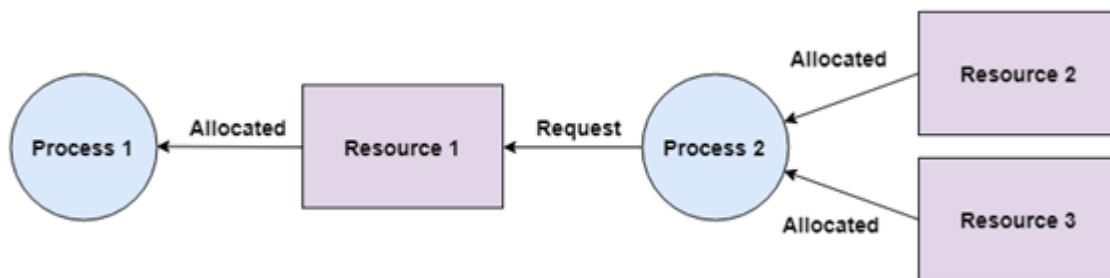 Process 1
Allocated
Resource 1
Request
Process 2
Allocated
Resource 2
Allocated
Resource 3